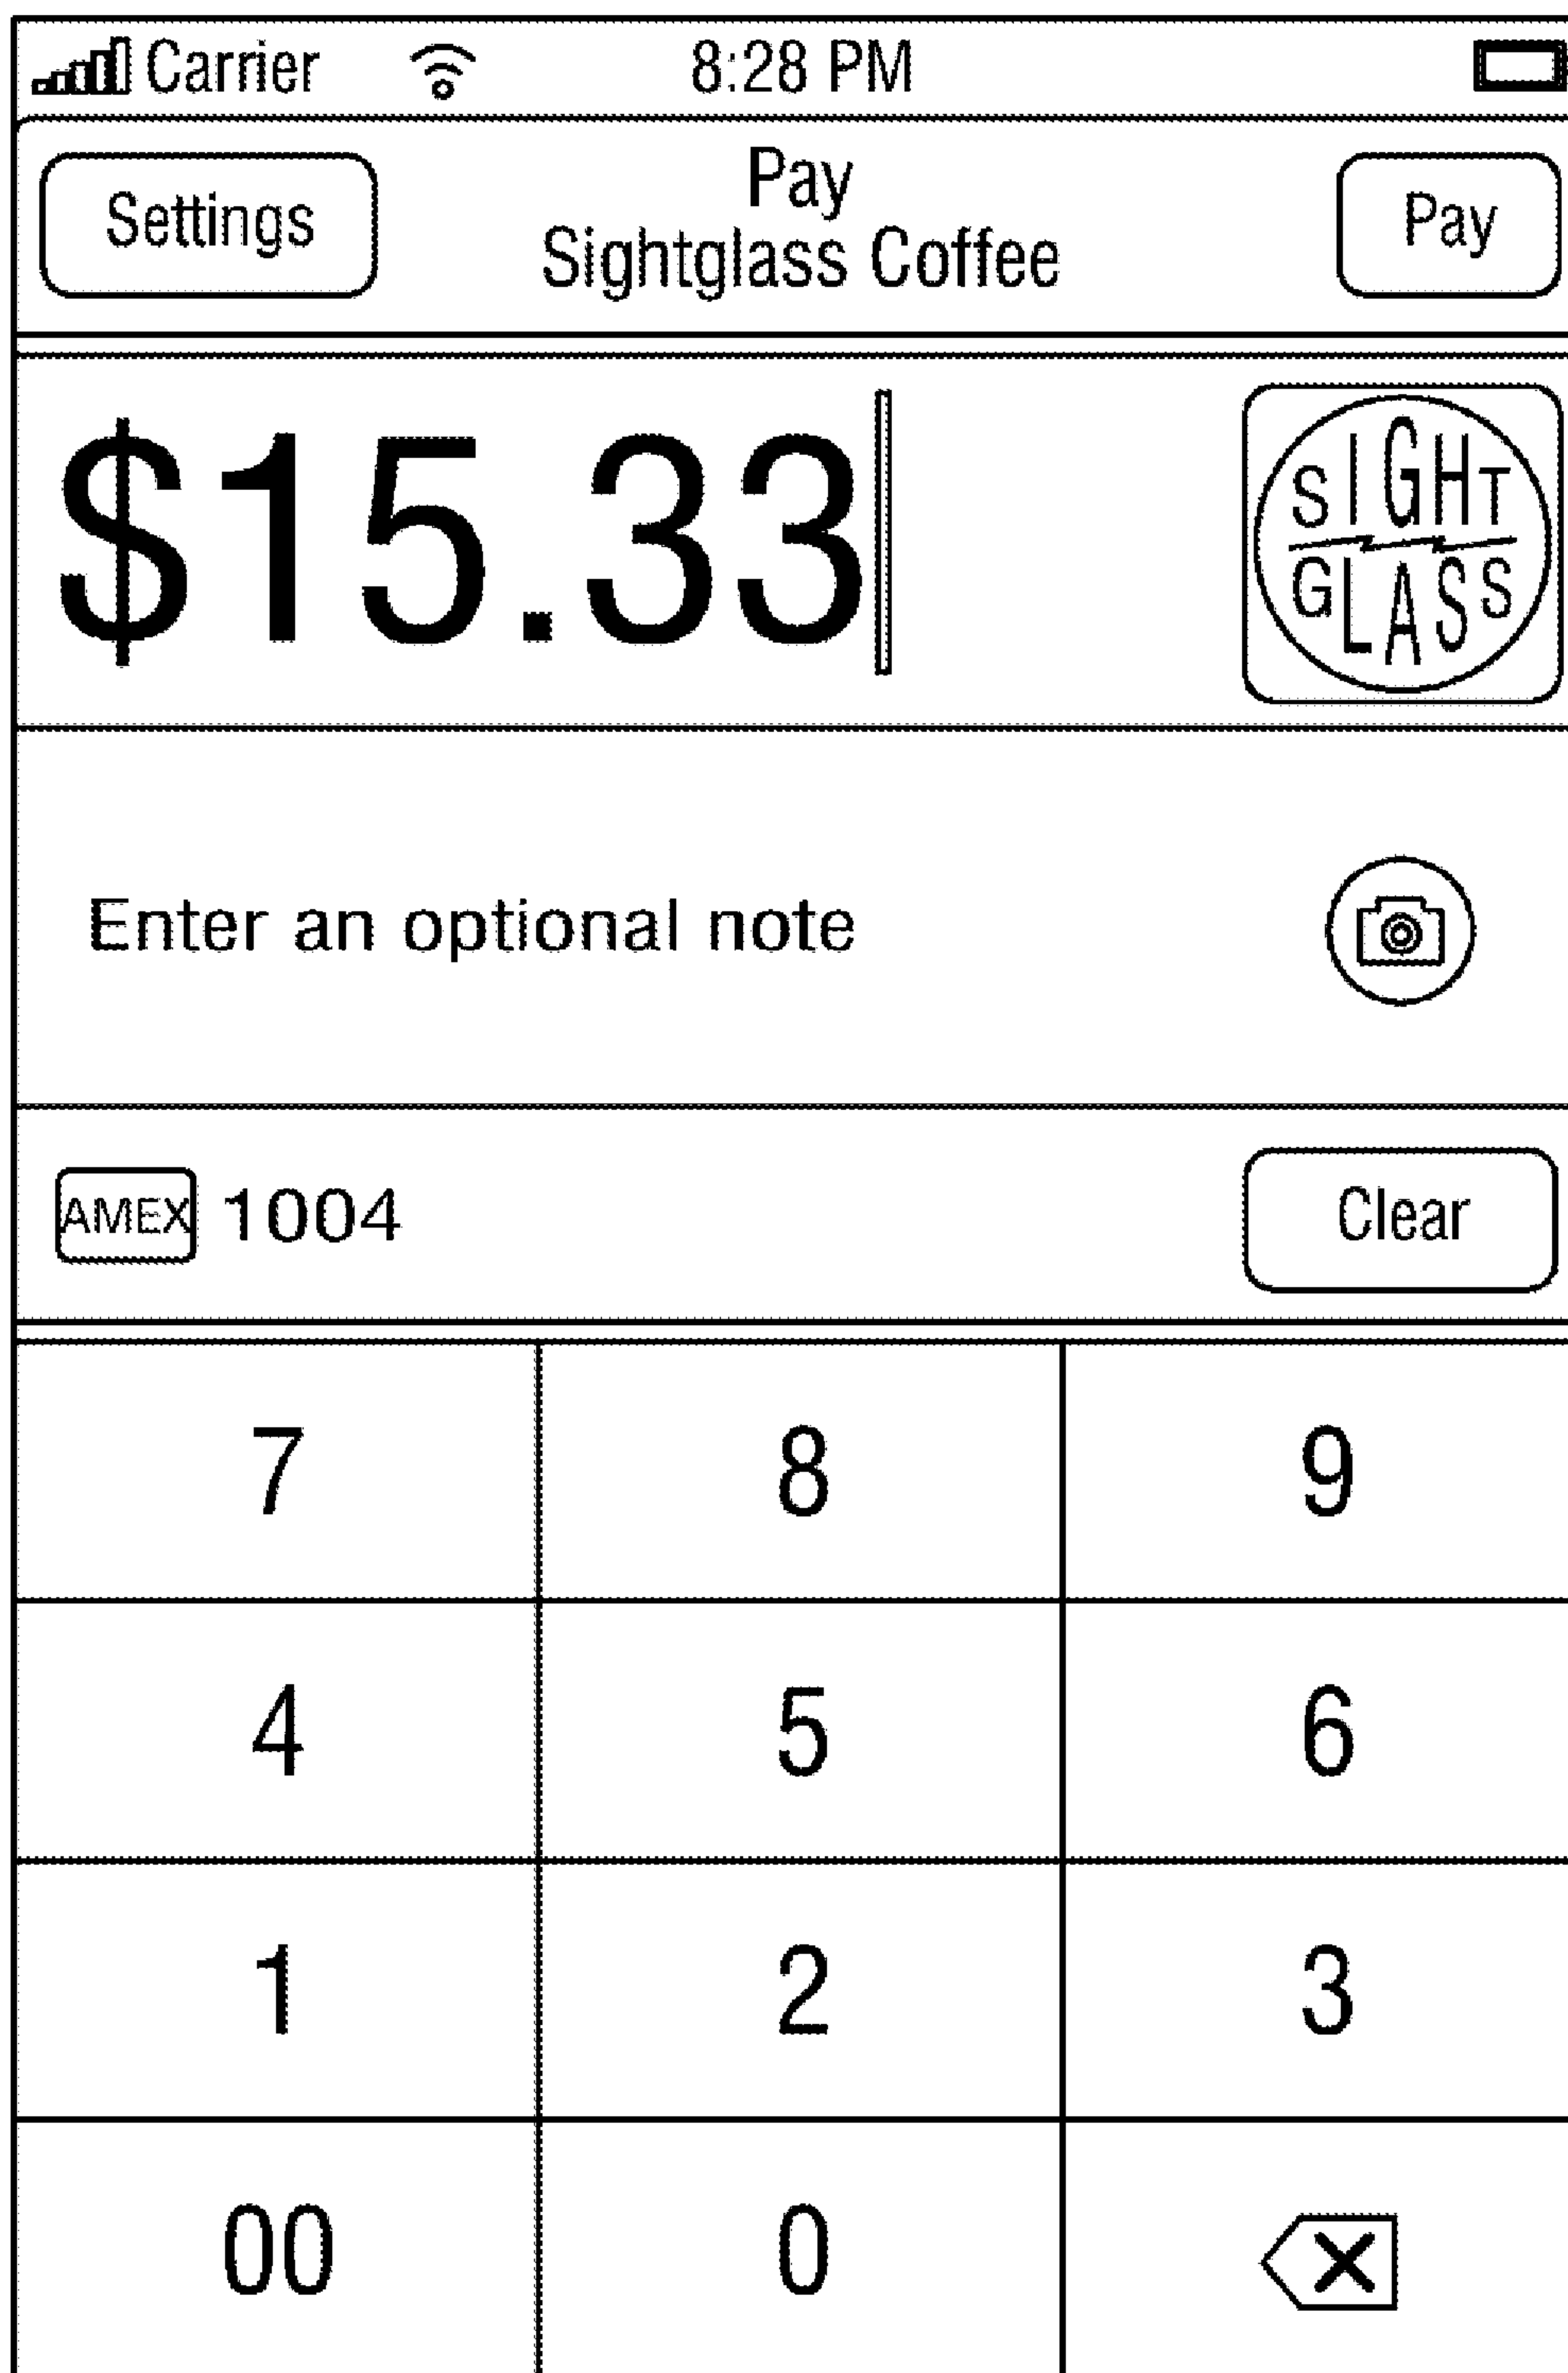 Carrier 8:28 PM
Settings Pay Pay
Sightglass Coffee
$15.33
SIGHT
GLASS
Enter an optional note
AMEX 1004 Clear
7 8 9
4 5 6
1 2 3
00 0 X